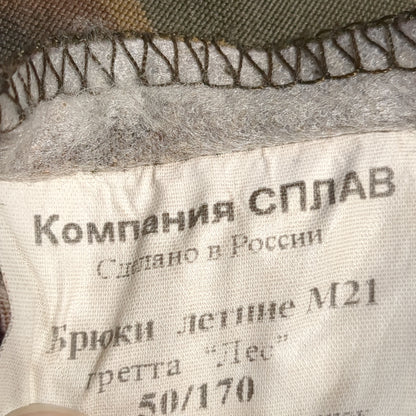 Компания СПЛАВ
Сделано в России
Брюки летние М21
гретта "Лес"
50/170